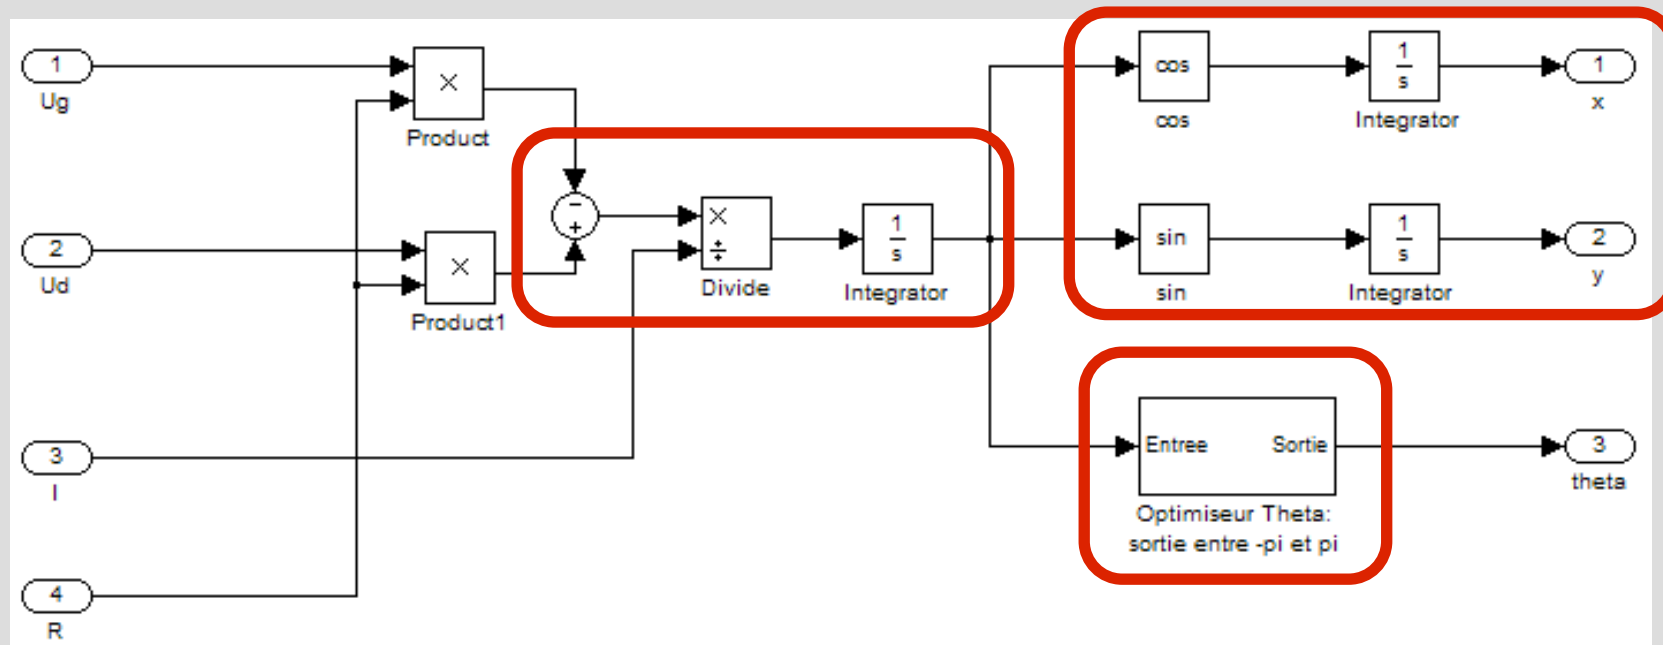 1
Ug
×
Product
cos
cos
1
s
Integrator
1
x
2
Ud
×
Product1
−
+
×
÷
Divide
1
s
Integrator
sin
sin
1
s
Integrator
2
y
3
I
Entree Sortie
Optimiseur Theta:
sortie entre -pi et pi
3
theta
4
R